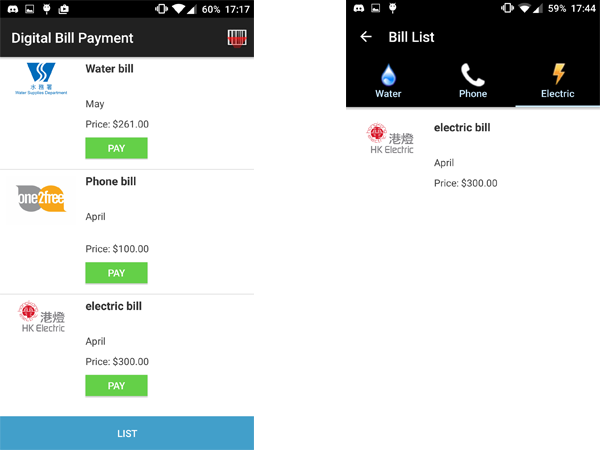 60% 17:17
Digital Bill Payment
水務署
Water Supplies Department
Water bill
May
Price: $261.00
PAY
one2free
Phone bill
April
Price: $100.00
PAY
港燈
HK Electric
electric bill
April
Price: $300.00
PAY
LIST
59% 17:44
Bill List
Water
Phone
Electric
港燈
HK Electric
electric bill
April
Price: $300.00